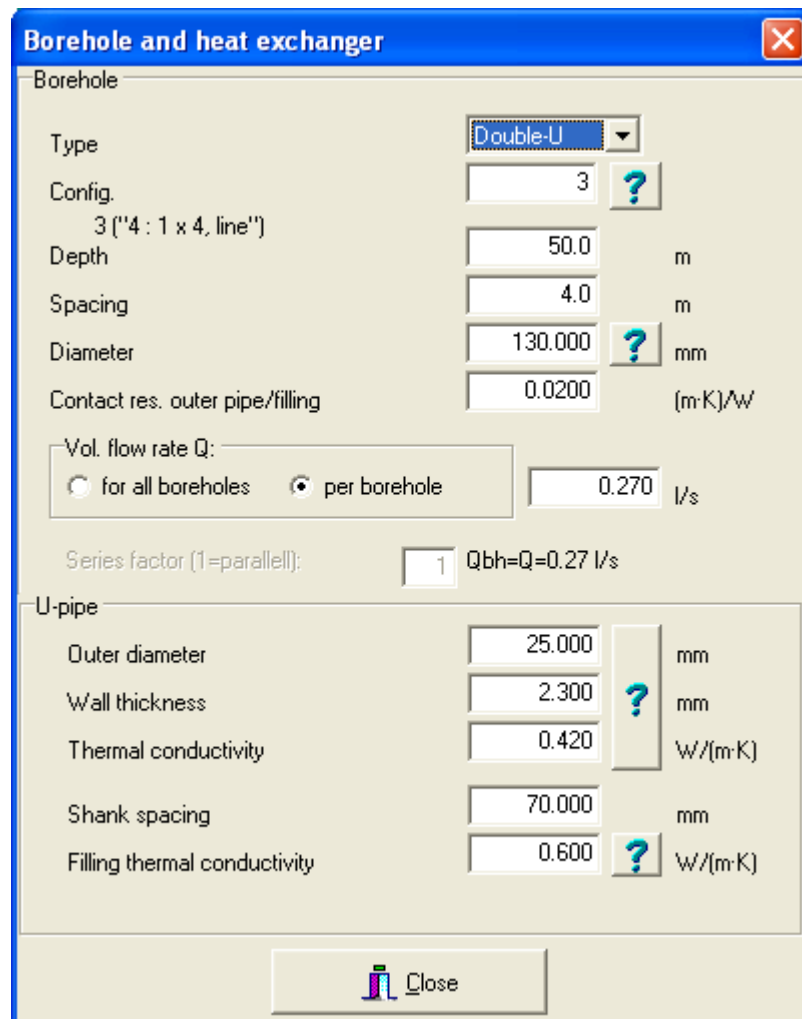 Borehole and heat exchanger
Borehole
Type Double-U
Config. 3 ?
3 ("4 : 1 x 4, line")
Depth 50.0 m
Spacing 4.0 m
Diameter 130.000 ? mm
Contact res. outer pipe/filling 0.0200 (m·K)/W
Vol. flow rate Q:
for all boreholes per borehole 0.270 l/s
Series factor (1=parallell): 1 Qbh=Q=0.27 l/s
U-pipe
Outer diameter 25.000 mm
Wall thickness 2.300 ? mm
Thermal conductivity 0.420 W/(m·K)
Shank spacing 70.000 mm
Filling thermal conductivity 0.600 ? W/(m·K)
Close